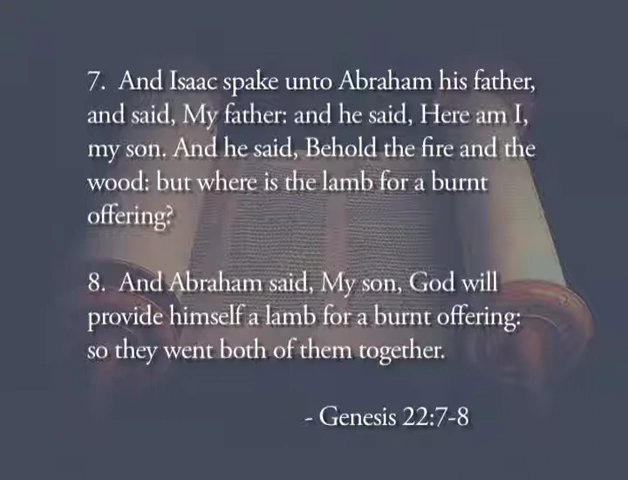 7. And Isaac spake unto Abraham his father,
and said, My father: and he said, Here am I,
my son. And he said, Behold the fire and the
wood: but where is the lamb for a burnt
offering?
8. And Abraham said, My son, God will
provide himself a lamb for a burnt offering:
so they went both of them together.
- Genesis 22:7-8